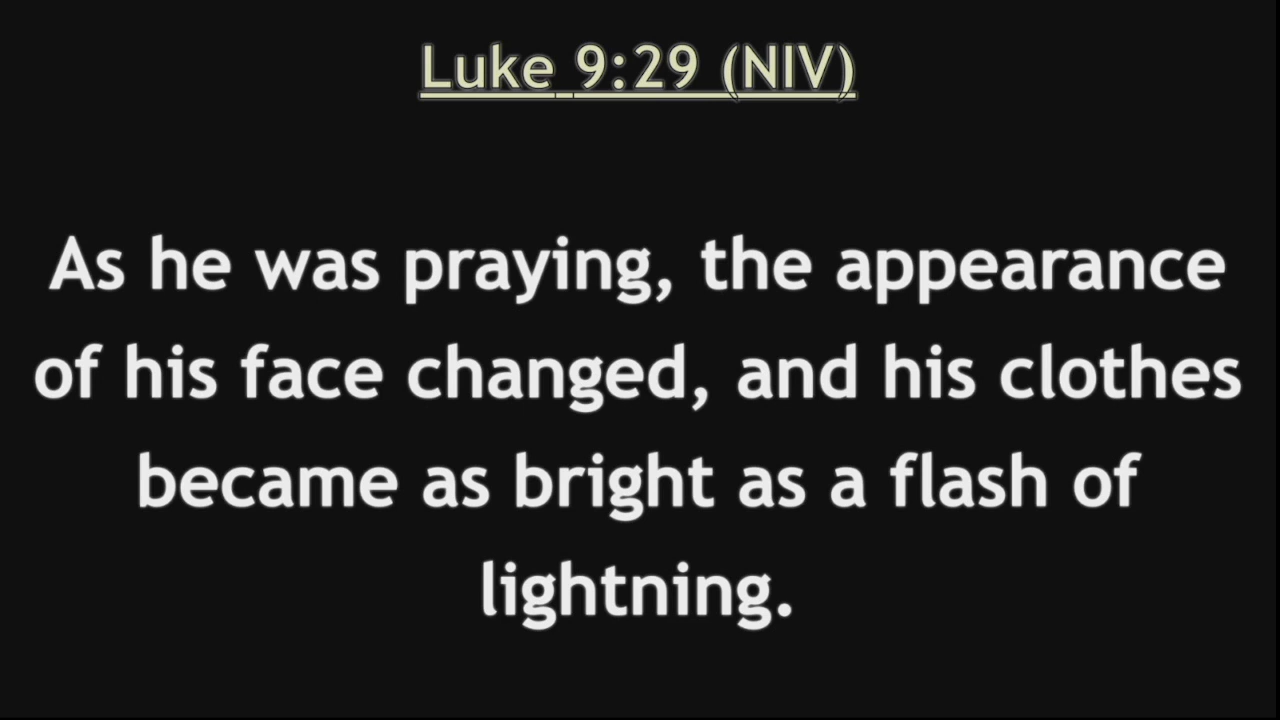 Luke 9:29 (NIV)
As he was praying, the appearance
of his face changed, and his clothes
became as bright as a flash of
lightning.